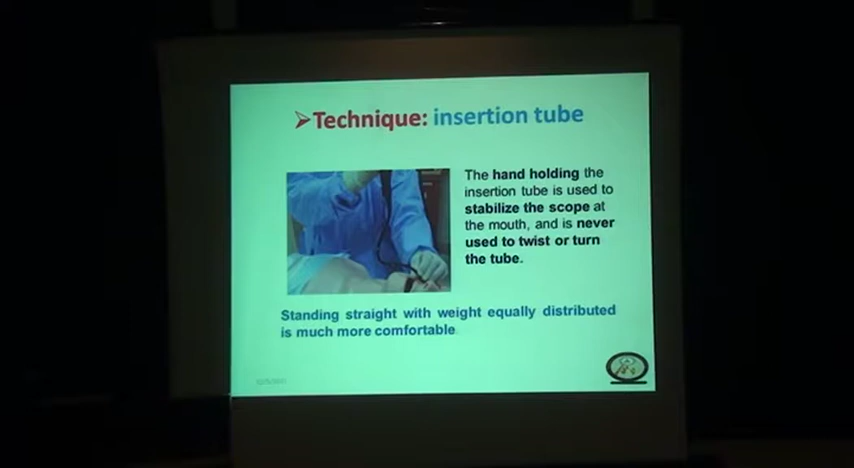 ➢Technique: insertion tube
The hand holding the
insertion tube is used to
stabilize the scope at
the mouth, and is never
used to twist or turn
the tube.
Standing straight with weight equally distributed
is much more comfortable